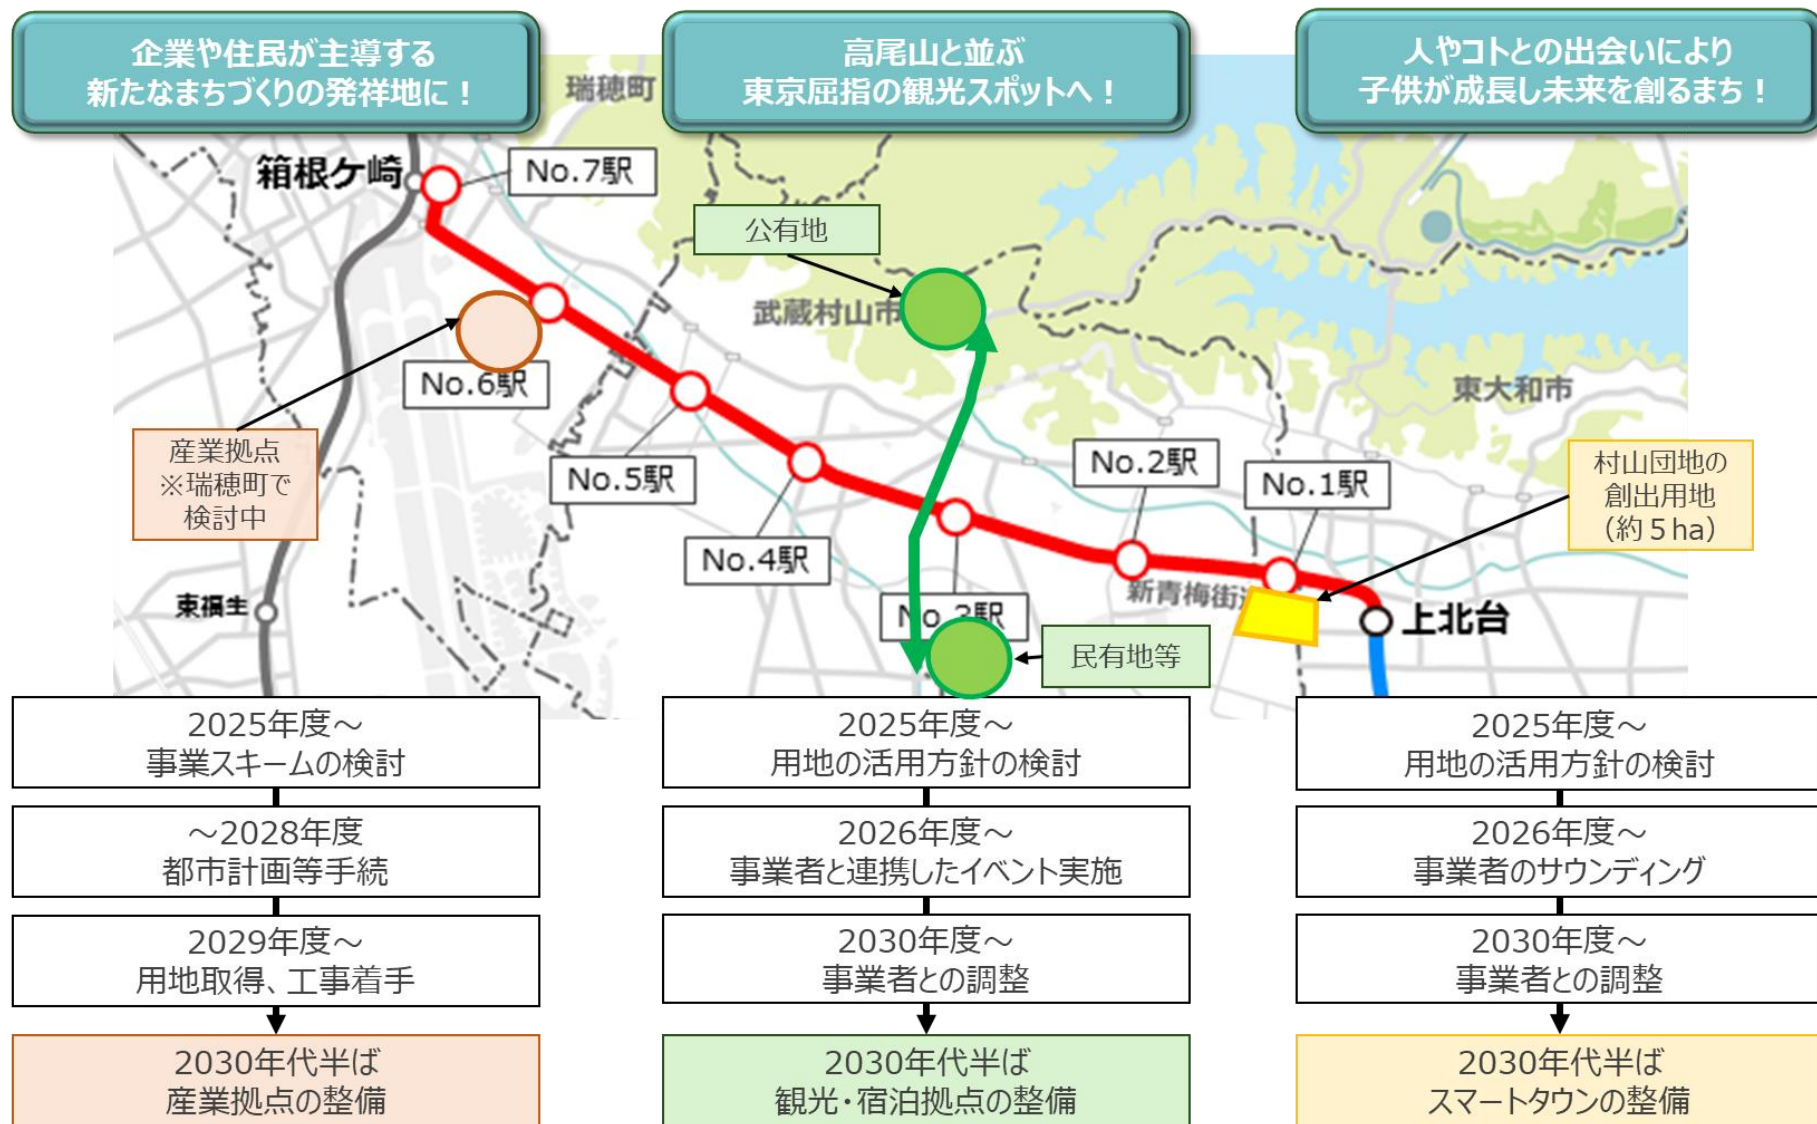 企業や住民が主導する
新たなまちづくりの発祥地に！
高尾山と並ぶ
東京屈指の観光スポットへ！
人やコトとの出会いにより
子供が成長し未来を創るまち！
瑞穂町
箱根ケ崎
No.7駅
公有地
武蔵村山市
No.6駅
東大和市
産業拠点
※瑞穂町で
検討中
No.5駅
No.2駅
No.1駅
村山団地の
創出用地
（約５ha）
No.4駅
新青梅街道
東福生
No.3駅
上北台
民有地等
2025年度～
事業スキームの検討
～2028年度
都市計画等手続
2029年度～
用地取得、工事着手
2030年代半ば
産業拠点の整備
2025年度～
用地の活用方針の検討
2026年度～
事業者と連携したイベント実施
2030年度～
事業者との調整
2030年代半ば
観光・宿泊拠点の整備
2025年度～
用地の活用方針の検討
2026年度～
事業者のサウンディング
2030年度～
事業者との調整
2030年代半ば
スマートタウンの整備